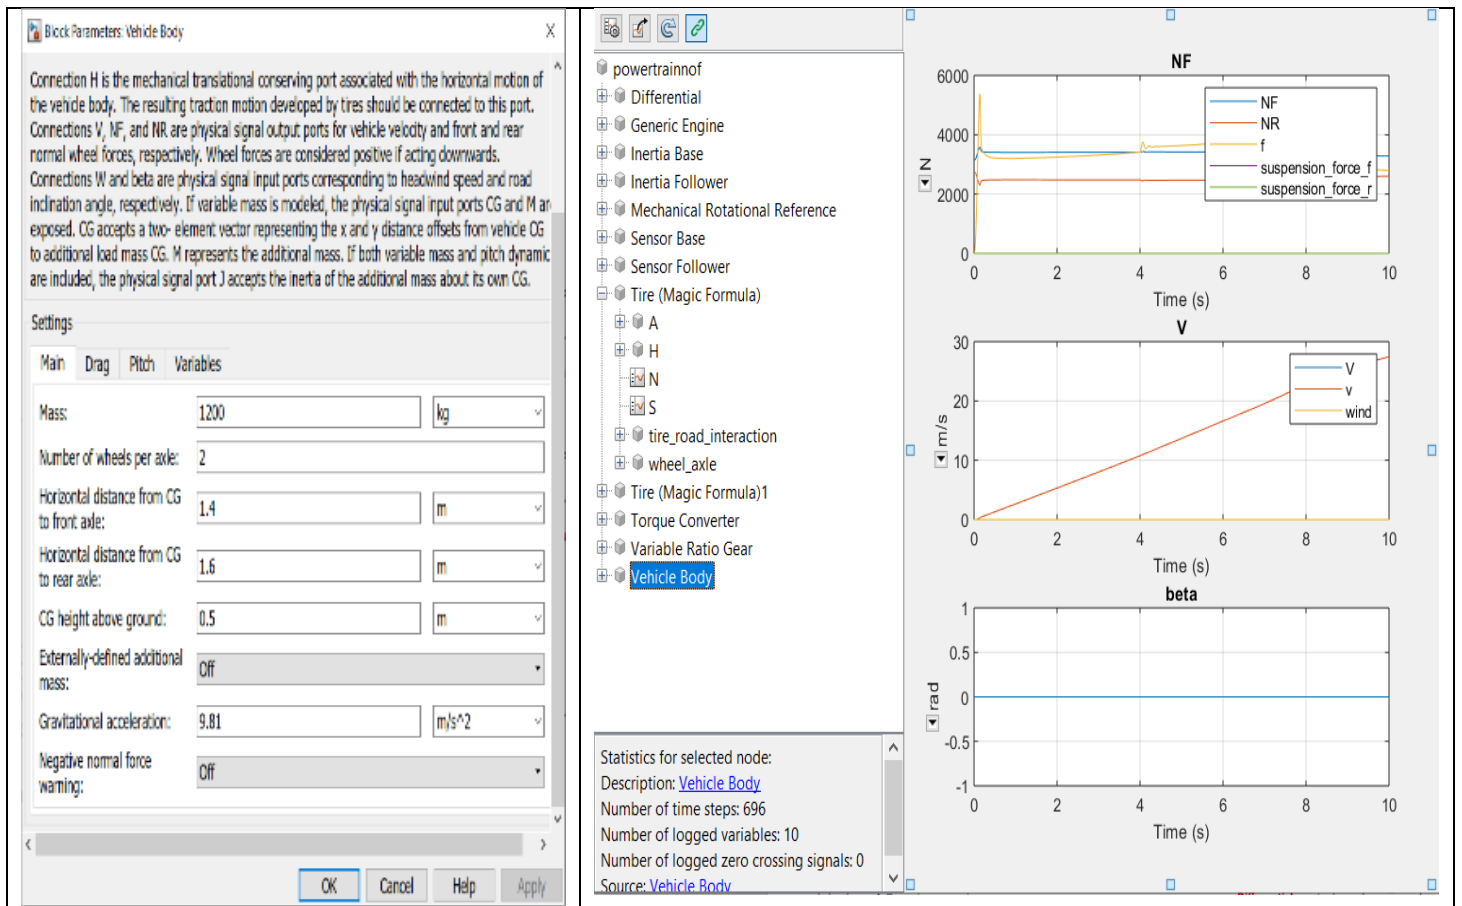 Block Parameters: Vehicle Body
X
Connection H is the mechanical translational conserving port associated with the horizontal motion of
the vehicle body. The resulting traction motion developed by tires should be connected to this port.
Connections V, NF, and NR are physical signal output ports for vehicle velocity and front and rear
normal wheel forces, respectively. Wheel forces are considered positive if acting downwards.
Connections W and beta are physical signal input ports corresponding to headwind speed and road
inclination angle, respectively. If variable mass is modeled, the physical signal input ports CG and M ar
exposed. CG accepts a two- element vector representing the x and y distance offsets from vehicle CG
to additional load mass CG. M represents the additional mass. If both variable mass and pitch dynamic
are included, the physical signal port J accepts the inertia of the additional mass about its own CG.
Settings
Main Drag Pitch Variables
Mass: 1200 kg
Number of wheels per axle: 2
Horizontal distance from CG
to front axle: 1.4 m
Horizontal distance from CG
to rear axle: 1.6 m
CG height above ground: 0.5 m
Externally-defined additional
mass: Off
Gravitational acceleration: 9.81 m/s^2
Negative normal force
warning: Off
OK Cancel Help Apply
powertrainnof
Differential
Generic Engine
Inertia Base
Inertia Follower
Mechanical Rotational Reference
Sensor Base
Sensor Follower
Tire (Magic Formula)
A
H
N
S
tire_road_interaction
wheel_axle
Tire (Magic Formula)1
Torque Converter
Variable Ratio Gear
Vehicle Body
Statistics for selected node:
Description: Vehicle Body
Number of time steps: 696
Number of logged variables: 10
Number of logged zero crossing signals: 0
Source: Vehicle Body
NF
6000
4000
2000
0
N
NF
NR
f
suspension_force_f
suspension_force_r
0 2 4 6 8 10
Time (s)
V
30
20
10
0
m/s
V
v
wind
0 2 4 6 8 10
Time (s)
beta
1
0.5
0
-0.5
-1
rad
0 2 4 6 8 10
Time (s)